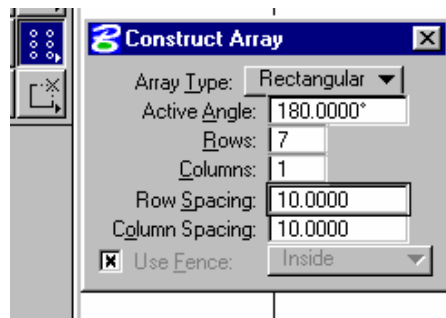 Construct Array
Array Type: Rectangular
Active Angle: 180.0000°
Rows: 7
Columns: 1
Row Spacing: 10.0000
Column Spacing: 10.0000
Use Fence: Inside